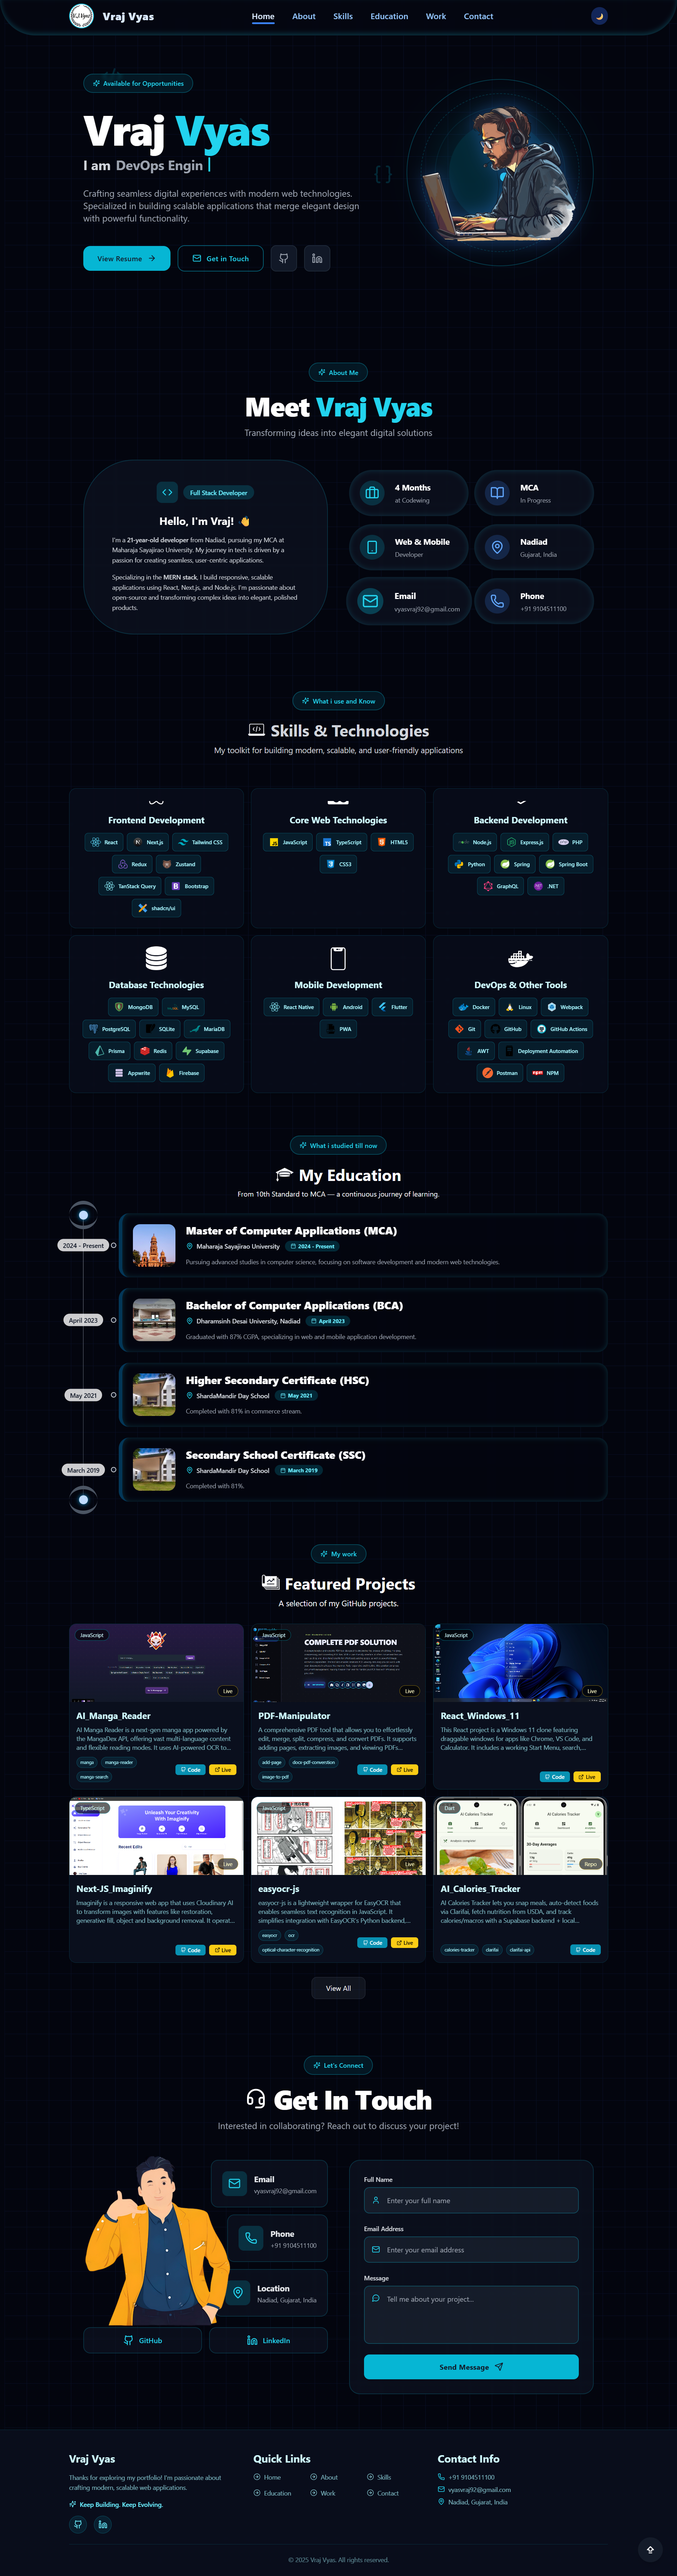 Vraj Vyas
Home About Skills Education Work Contact
Available for Opportunities
Vraj Vyas
I am DevOps Engin
Crafting seamless digital experiences with modern web technologies.
Specialized in building scalable applications that merge elegant design
with powerful functionality.
View Resume
Get in Touch
About Me
Meet Vraj Vyas
Transforming ideas into elegant digital solutions
Full Stack Developer
Hello, I'm Vraj! 👋
I'm a 21-year-old developer from Nadiad, pursuing my MCA at
Maharaja Sayajirao University. My journey in tech is driven by a
passion for creating seamless, user-centric applications.
Specializing in the MERN stack, I build responsive, scalable
applications using React, Next.js, and Node.js. I'm passionate about
open-source and transforming complex ideas into elegant, polished
products.
4 Months
at Codewing
MCA
In Progress
Web & Mobile
Developer
Nadiad
Gujarat, India
Email
vyasvraj92@gmail.com
Phone
+91 9104511100
What i use and Know
Skills & Technologies
My toolkit for building modern, scalable, and user-friendly applications
Frontend Development
React Next.js Tailwind CSS
Redux Zustand
TanStack Query Bootstrap
shadcn/ui
Core Web Technologies
JavaScript TypeScript HTML5
CSS3
Backend Development
Node.js Express.js PHP
Python Spring Spring Boot
GraphQL .NET
Database Technologies
MongoDB MySQL
PostgreSQL SQLite MariaDB
Prisma Redis Supabase
Appwrite Firebase
Mobile Development
React Native Android Flutter
PWA
DevOps & Other Tools
Docker Linux Webpack
Git GitHub GitHub Actions
AWT Deployment Automation
Postman NPM
What i studied till now
My Education
From 10th Standard to MCA — a continuous journey of learning.
2024 - Present
Master of Computer Applications (MCA)
Maharaja Sayajirao University 2024 - Present
Pursuing advanced studies in computer science, focusing on software development and modern web technologies.
April 2023
Bachelor of Computer Applications (BCA)
Dharamsinh Desai University, Nadiad April 2023
Graduated with 87% CGPA, specializing in web and mobile application development.
May 2021
Higher Secondary Certificate (HSC)
ShardaMandir Day School May 2021
Completed with 81% in commerce stream.
March 2019
Secondary School Certificate (SSC)
ShardaMandir Day School March 2019
Completed with 81%.
My work
Featured Projects
A selection of my GitHub projects.
JavaScript
Live
AI_Manga_Reader
AI Manga Reader is a next-gen manga app powered by
the MangaDex API, offering vast multi-language content
and flexible reading modes. It uses AI-powered OCR to...
manga manga-reader
manga-search
Code Live
JavaScript
COMPLETE PDF SOLUTION
Live
PDF-Manipulator
A comprehensive PDF tool that allows you to effortlessly
edit, merge, split, compress, and convert PDFs. It supports
adding pages, extracting images, and viewing PDFs...
add-page docx-pdf-converstion
image-to-pdf
Code Live
JavaScript
Live
React_Windows_11
This React project is a Windows 11 clone featuring
draggable windows for apps like Chrome, VS Code, and
Calculator. It includes a working Start Menu, search,...
Code Live
TypeScript
Unleash Your Creativity
With Imaginify
Recent Edits
Live
Next-JS_Imaginify
Imaginify is a responsive web app that uses Cloudinary AI
to transform images with features like restoration,
generative fill, object and background removal. It operat...
Code Live
JavaScript
Live
easyocr-js
easyocr-js is a lightweight wrapper for EasyOCR that
enables seamless text recognition in JavaScript. It
simplifies integration with EasyOCR's Python backend,...
easyocr ocr
optical-character-recognition
Code Live
Dart
AI Calories Tracker
AI Calories Tracker
30-Day Averages
Repo
AI_Calories_Tracker
AI Calories Tracker lets you snap meals, auto-detect foods
via Clarifai, fetch nutrition from USDA, and track
calories/macros with a Supabase backend + local...
calories-tracker clarifai clarifai-api
Code
View All
Let's Connect
Get In Touch
Interested in collaborating? Reach out to discuss your project!
Email
vyasvraj92@gmail.com
Phone
+91 9104511100
Location
Nadiad, Gujarat, India
GitHub
LinkedIn
Full Name
Enter your full name
Email Address
Enter your email address
Message
Tell me about your project...
Send Message
Vraj Vyas
Thanks for exploring my portfolio! I'm passionate about
crafting modern, scalable web applications.
Keep Building. Keep Evolving.
Quick Links
Home About Skills
Education Work Contact
Contact Info
+91 9104511100
vyasvraj92@gmail.com
Nadiad, Gujarat, India
© 2025 Vraj Vyas. All rights reserved.